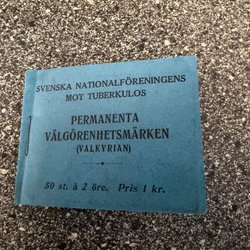 SVENSKA NATIONALFÖRENINGENS
MOT TUBERKULOS
PERMANENTA
VÄLGÖRENHETSMÄRKEN
(VALKYRIAN)
50 st. à 2 öre. Pris 1 kr.